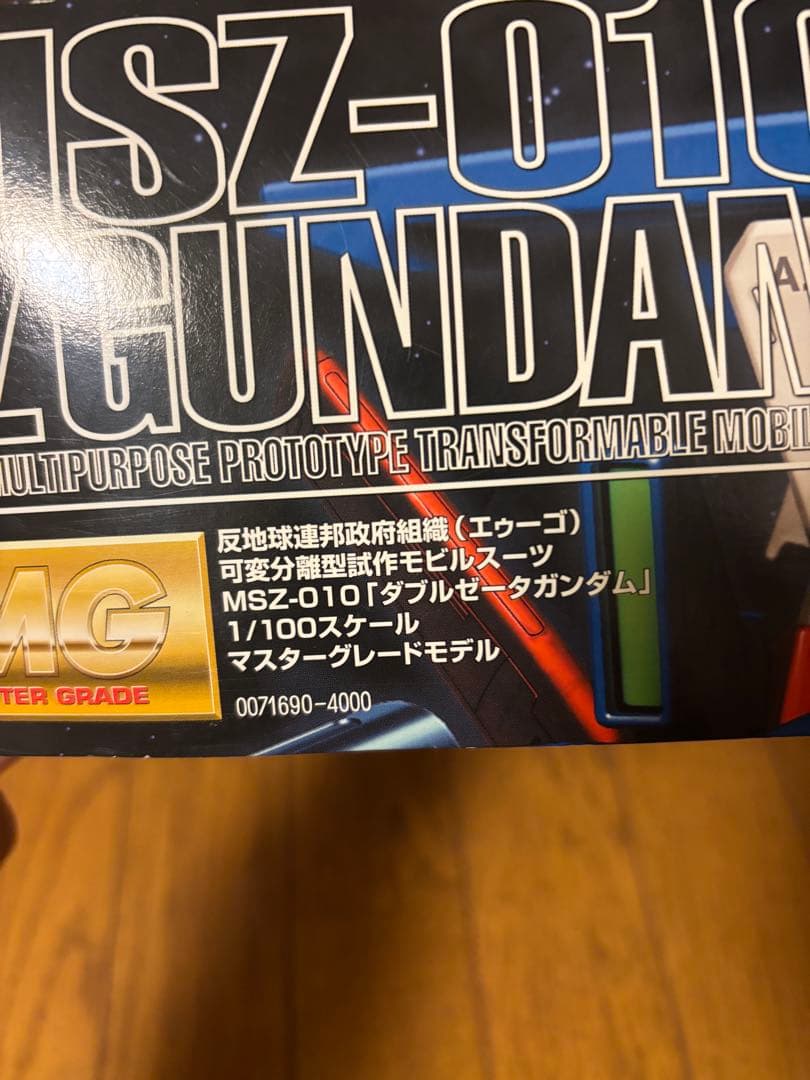 MSZ-010
ZGUNDAM
MULTIPURPOSE PROTOTYPE TRANSFORMABLE MOBI
反地球連邦政府組織（エゥーゴ）
可変分離型試作モビルスーツ
MSZ-010「ダブルゼータガンダム」
1/100スケール
マスターグレードモデル
MG
TER GRADE
0071690-4000